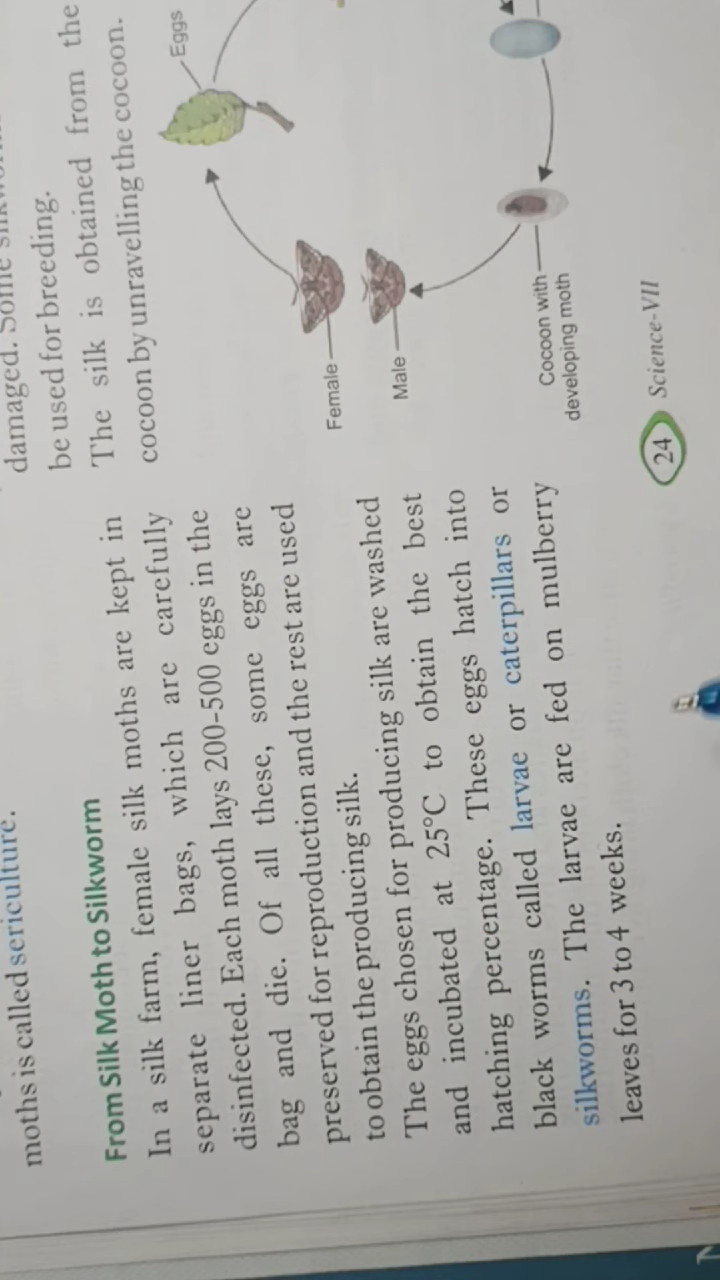 moths is called sericulture.
From Silk Moth to Silkworm
In a silk farm, female silk moths are kept in
separate liner bags, which are carefully
disinfected. Each moth lays 200-500 eggs in the
bag and die. Of all these, some eggs are
preserved for reproduction and the rest are used
to obtain the producing silk.
The eggs chosen for producing silk are washed
and incubated at 25°C to obtain the best
hatching percentage. These eggs hatch into
black worms called larvae or caterpillars or
silkworms. The larvae are fed on mulberry
leaves for 3 to 4 weeks.
damaged. Some
be used for breeding.
The silk is obtained from the
cocoon by unravelling the cocoon.
Eggs
Female
Male
Cocoon with
developing moth
24 Science-VII